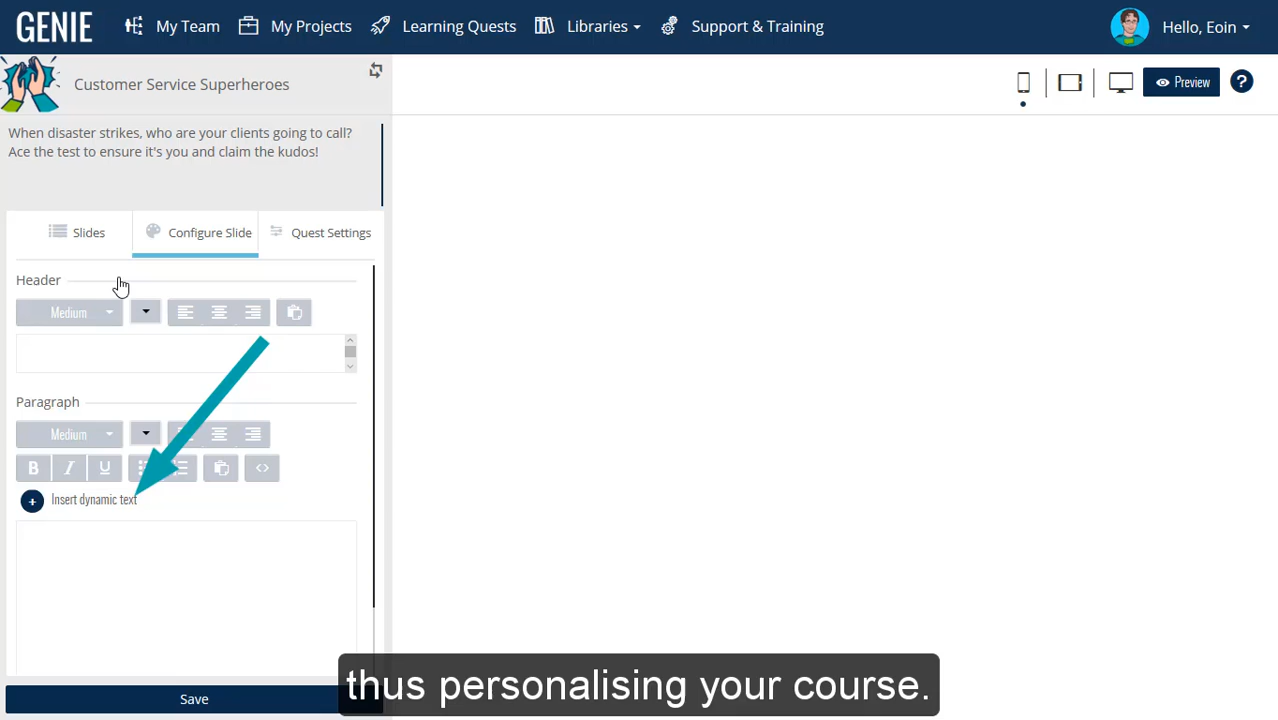 GENIE
My Team
My Projects
Learning Quests
Libraries
Support & Training
Hello, Eoin
Customer Service Superheroes
Preview
?
When disaster strikes, who are your clients going to call?
Ace the test to ensure it's you and claim the kudos!
Slides
Configure Slide
Quest Settings
Header
Medium
Paragraph
Medium
B I U
Insert dynamic text
Save
thus personalising your course.